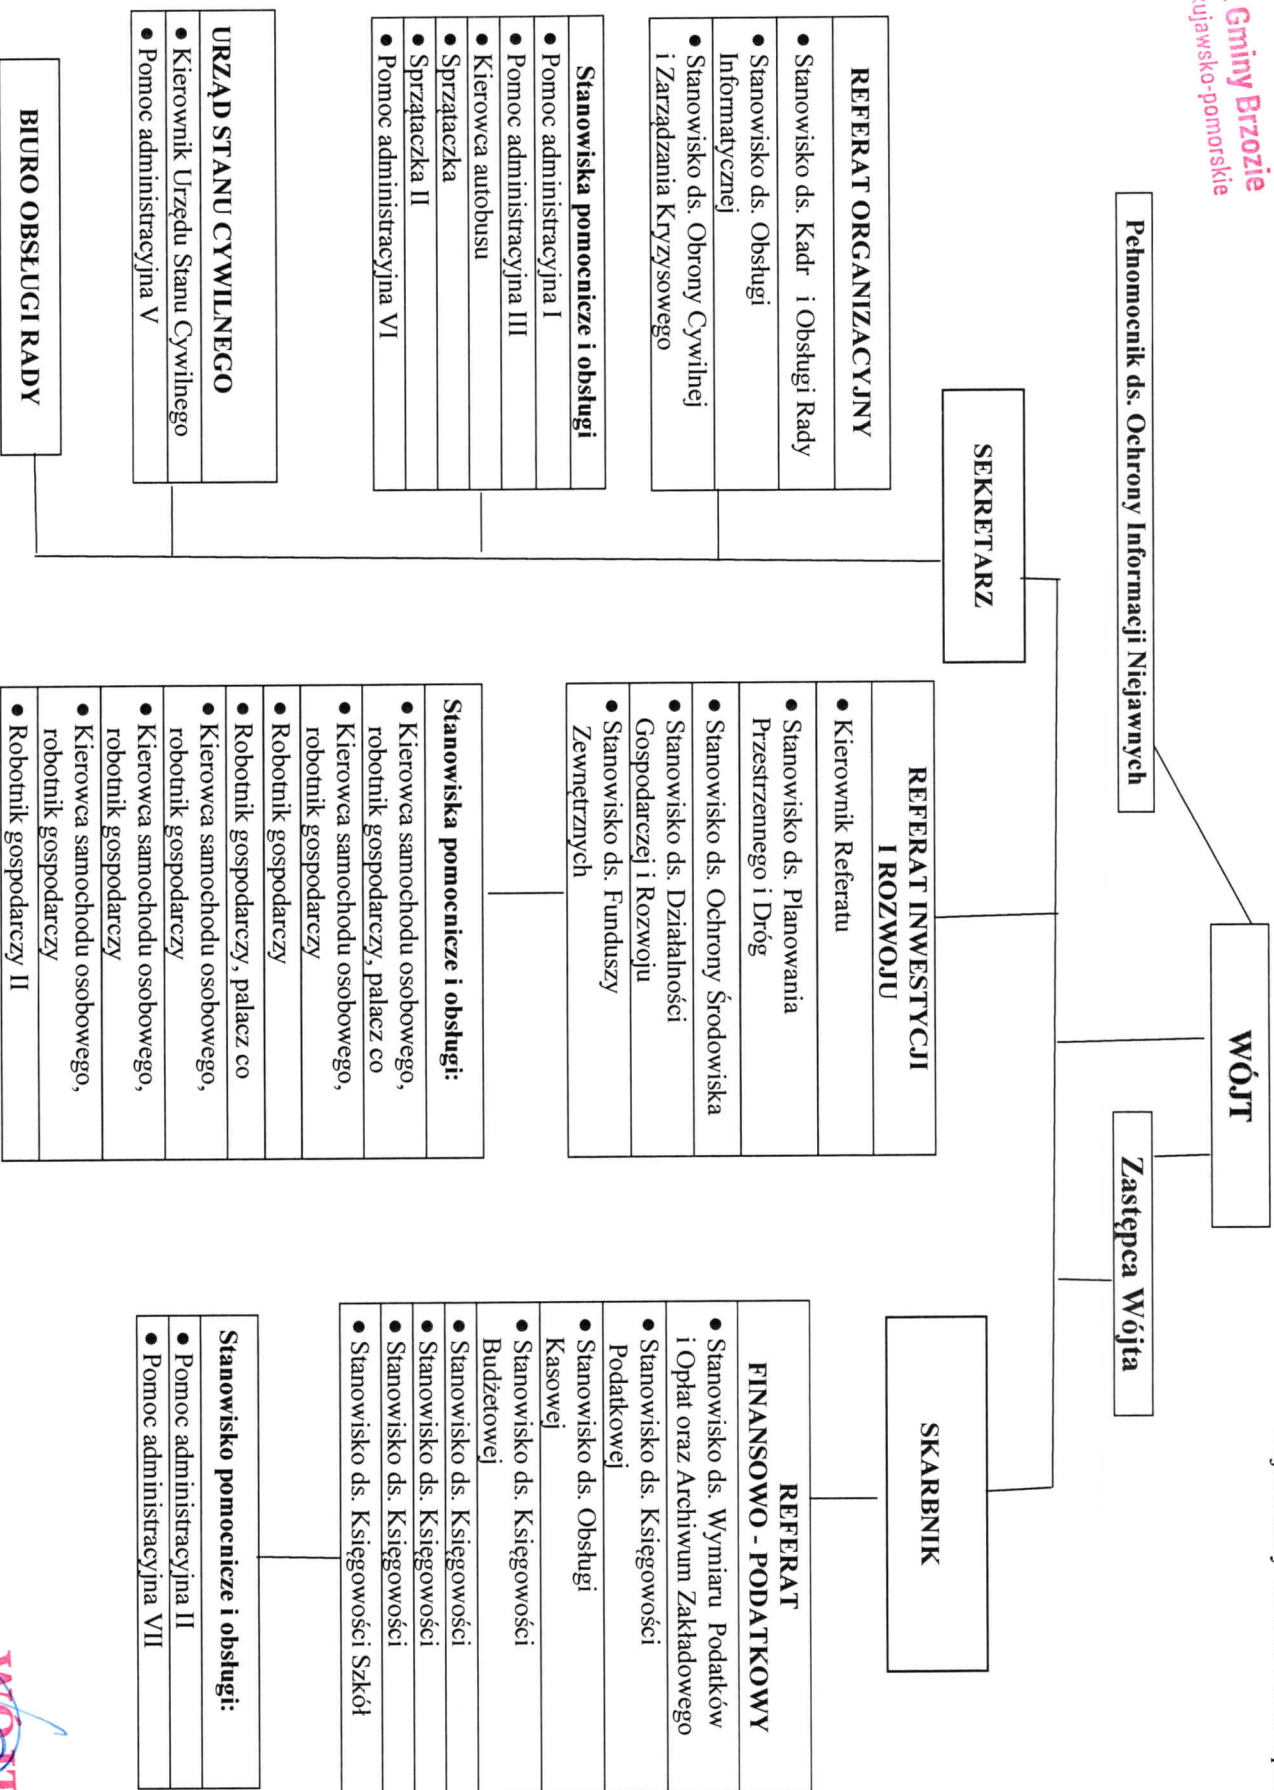 Gminy Brzozie
kujawsko-pomorskie
WÓJT
Pełnomocnik ds. Ochrony Informacji Niejawnych
Zastępca Wójta
SEKRETARZ
SKARBNIK
REFERAT ORGANIZACYJNY
• Stanowisko ds. Kadr i Obsługi Rady
• Stanowisko ds. Obsługi
Informatycznej
• Stanowisko ds. Obrony Cywilnej
i Zarządzania Kryzysowego
Stanowiska pomocnicze i obsługi
• Pomoc administracyjna I
• Pomoc administracyjna III
• Kierowca autobusu
• Sprzątaczka
• Sprzątaczka II
• Pomoc administracyjna VI
URZĄD STANU CYWILNEGO
• Kierownik Urzędu Stanu Cywilnego
• Pomoc administracyjna V
BIURO OBSŁUGI RADY
REFERAT INWESTYCJI
I ROZWOJU
• Kierownik Referatu
• Stanowisko ds. Planowania
Przestrzennego i Dróg
• Stanowisko ds. Ochrony Środowiska
• Stanowisko ds. Działalności
Gospodarczej i Rozwoju
• Stanowisko ds. Funduszy
Zewnętrznych
Stanowiska pomocnicze i obsługi:
• Kierowca samochodu osobowego,
robotnik gospodarczy, palacz co
• Kierowca samochodu osobowego,
robotnik gospodarczy
• Robotnik gospodarczy
• Robotnik gospodarczy, palacz co
• Kierowca samochodu osobowego,
robotnik gospodarczy
• Kierowca samochodu osobowego,
robotnik gospodarczy
• Kierowca samochodu osobowego,
robotnik gospodarczy
• Robotnik gospodarczy II
REFERAT
FINANSOWO - PODATKOWY
• Stanowisko ds. Wymiaru Podatków
i Opłat oraz Archiwum Zakładowego
• Stanowisko ds. Księgowości
Podatkowej
• Stanowisko ds. Obsługi
Kasowej
• Stanowisko ds. Księgowości
Budżetowej
• Stanowisko ds. Księgowości
• Stanowisko ds. Księgowości
• Stanowisko ds. Księgowości
• Stanowisko ds. Księgowości Szkół
Stanowisko pomocnicze i obsługi:
• Pomoc administracyjna II
• Pomoc administracyjna VII
WÓJT